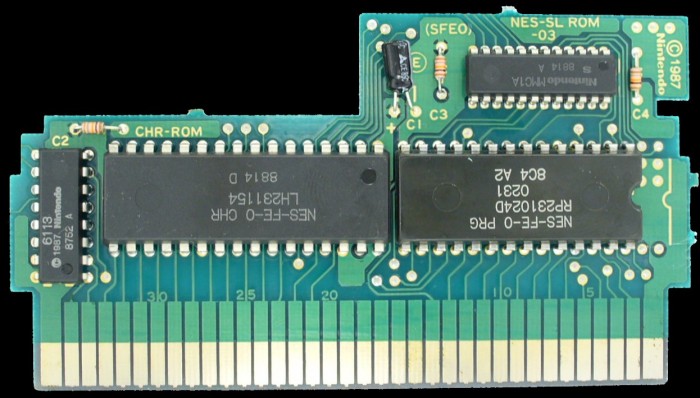 (SFEO)
NES-SL ROM
-03
©1987
Nintendo
E
S
8814 A
Nintendo MMC1A
C3
C4
+
C1
C2
CHR-ROM
6113
©1987 Nintendo
8752 A
NES-FE-0 CHR
LH231154
8814 D
NES-FE-0 PRG
RP231024D
0231
8C4 A2
30
25
20
10
5